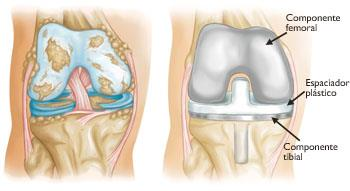 Componente
femoral
Espaciador
plástico
Componente
tibial